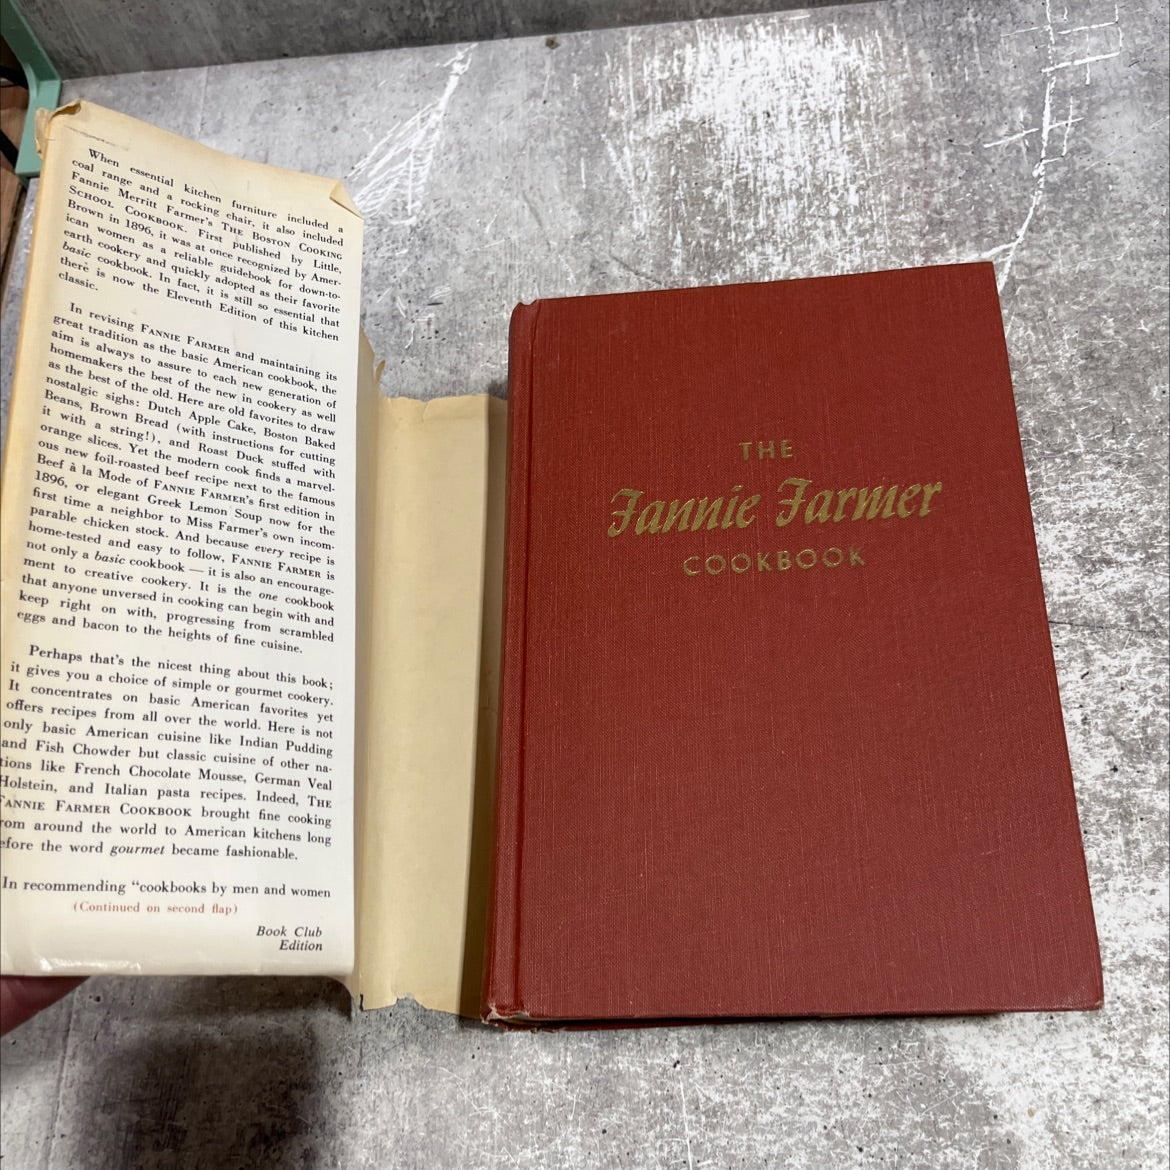 When essential kitchen furniture included a
coal range and a rocking chair, it also included
Fannie Merritt Farmer's THE BOSTON COOKING
SCHOOL COOKBOOK. First published by Little,
Brown in 1896, it was at once recognized by Amer-
ican women as a reliable guidebook for down-to-
earth cookery and quickly adopted as their favorite
basic cookbook. In fact, it is still so essential that
there is now the Eleventh Edition of this kitchen
classic.
In revising FANNIE FARMER and maintaining its
great tradition as the basic American cookbook, the
aim is always to assure to each new generation of
homemakers the best of the new in cookery as well
as the best of the old. Here are old favorites to draw
nostalgic sighs: Dutch Apple Cake, Boston Baked
Beans, Brown Bread (with instructions for cutting
it with a string!), and Roast Duck stuffed with
orange slices. Yet the modern cook finds a marvel-
ous new foil-roasted beef recipe next to the famous
Beef à la Mode of FANNIE FARMER'S first edition in
1896, or elegant Greek Lemon Soup now for the
first time a neighbor to Miss Farmer's own incom-
parable chicken stock. And because every recipe is
home-tested and easy to follow, FANNIE FARMER is
not only a basic cookbook — it is also an encourage-
ment to creative cookery. It is the one cookbook
that anyone unversed in cooking can begin with and
keep right on with, progressing from scrambled
eggs and bacon to the heights of fine cuisine.
Perhaps that's the nicest thing about this book;
it gives you a choice of simple or gourmet cookery.
It concentrates on basic American favorites yet
offers recipes from all over the world. Here is not
only basic American cuisine like Indian Pudding
and Fish Chowder but classic cuisine of other na-
tions like French Chocolate Mousse, German Veal
Holstein, and Italian pasta recipes. Indeed, THE
FANNIE FARMER COOKBOOK brought fine cooking
rom around the world to American kitchens long
efore the word gourmet became fashionable.
In recommending "cookbooks by men and women
(Continued on second flap)
Book Club
Edition
THE
Fannie Farmer
COOKBOOK